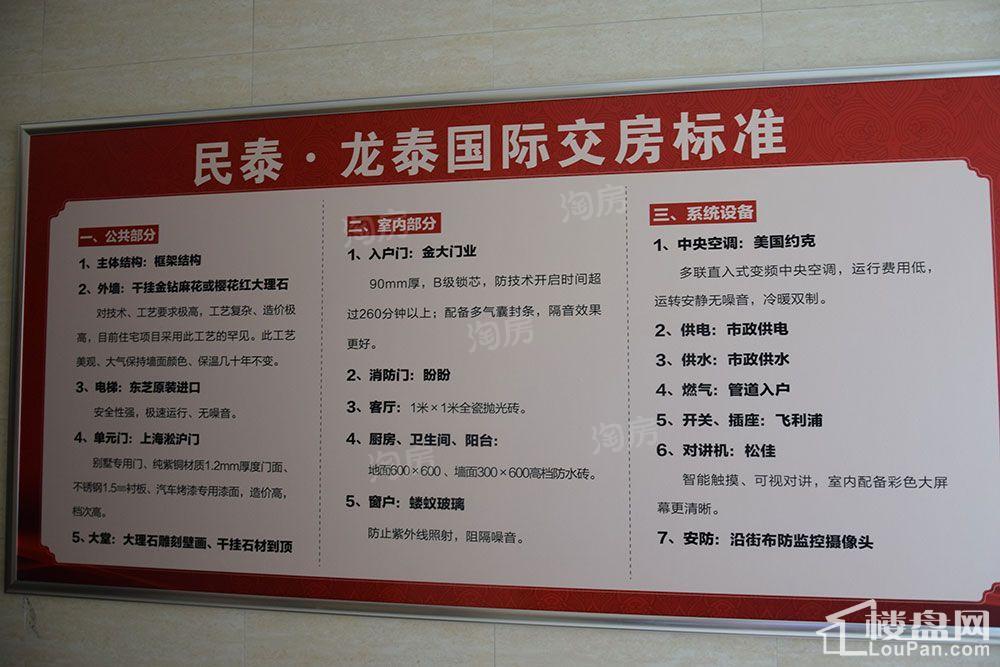 民泰·龙泰国际交房标准
一、公共部分
1、主体结构：框架结构
2、外墙：干挂金钻麻花或樱花红大理石
对技术、工艺要求极高，工艺复杂、造价极
高，目前住宅项目采用此工艺的罕见。此工艺
美观、大气保持墙面颜色、保温几十年不变。
3、电梯：东芝原装进口
安全性强，极速运行、无噪音。
4、单元门：上海淞沪门
别墅专用门、纯紫铜材质1.2mm厚度门面、
不锈钢1.5mm衬板、汽车烤漆专用漆面，造价高，
档次高。
5、大堂：大理石雕刻壁画、干挂石材到顶
二、室内部分
1、入户门：金大门业
90mm厚，B级锁芯，防技术开启时间超
过260分钟以上；配备多气囊封条，隔音效果
更好。
2、消防门：盼盼
3、客厅：1米×1米全瓷抛光砖。
4、厨房、卫生间、阳台：
地面600×600、墙面300×600高档防水砖。
5、窗户：蝼蚁玻璃
防止紫外线照射，阻隔噪音。
三、系统设备
1、中央空调：美国约克
多联直入式变频中央空调，运行费用低，
运转安静无噪音，冷暖双制。
2、供电：市政供电
3、供水：市政供水
4、燃气：管道入户
5、开关、插座：飞利浦
6、对讲机：松佳
智能触摸、可视对讲，室内配备彩色大屏
幕更清晰。
7、安防：沿街布防监控摄像头
淘房
淘房
淘房
淘房
淘房
楼盘网
LouPan.com